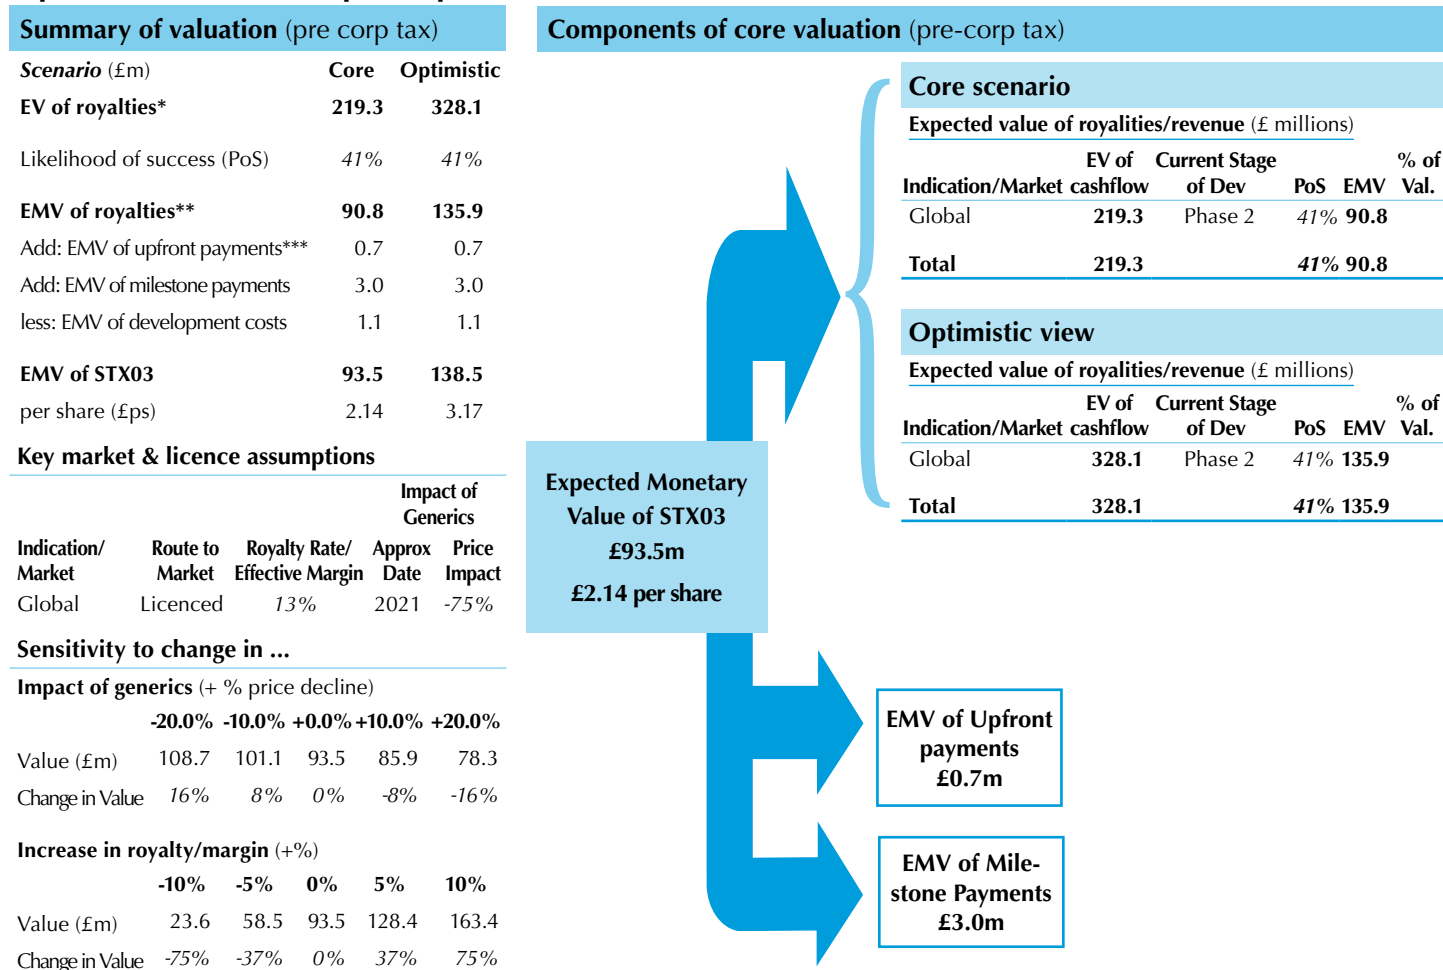 Summary of valuation (pre corp tax)
Scenario (£m) Core Optimistic
EV of royalties* 219.3 328.1
Likelihood of success (PoS) 41% 41%
EMV of royalties** 90.8 135.9
Add: EMV of upfront payments*** 0.7 0.7
Add: EMV of milestone payments 3.0 3.0
less: EMV of development costs 1.1 1.1
EMV of STX03 93.5 138.5
per share (£ps) 2.14 3.17
Key market & licence assumptions
Impact of
Generics
Indication/ Route to Royalty Rate/ Approx Price
Market Market Effective Margin Date Impact
Global Licenced 13% 2021 -75%
Sensitivity to change in ...
Impact of generics (+ % price decline)
-20.0% -10.0% +0.0% +10.0% +20.0%
Value (£m) 108.7 101.1 93.5 85.9 78.3
Change in Value 16% 8% 0% -8% -16%
Increase in royalty/margin (+%)
-10% -5% 0% 5% 10%
Value (£m) 23.6 58.5 93.5 128.4 163.4
Change in Value -75% -37% 0% 37% 75%
Components of core valuation (pre-corp tax)
Core scenario
Expected value of royalities/revenue (£ millions)
EV of Current Stage % of
Indication/Market cashflow of Dev PoS EMV Val.
Global 219.3 Phase 2 41% 90.8
Total 219.3 41% 90.8
Optimistic view
Expected value of royalities/revenue (£ millions)
EV of Current Stage % of
Indication/Market cashflow of Dev PoS EMV Val.
Global 328.1 Phase 2 41% 135.9
Total 328.1 41% 135.9
Expected Monetary
Value of STX03
£93.5m
£2.14 per share
EMV of Upfront
payments
£0.7m
EMV of Mile-
stone Payments
£3.0m